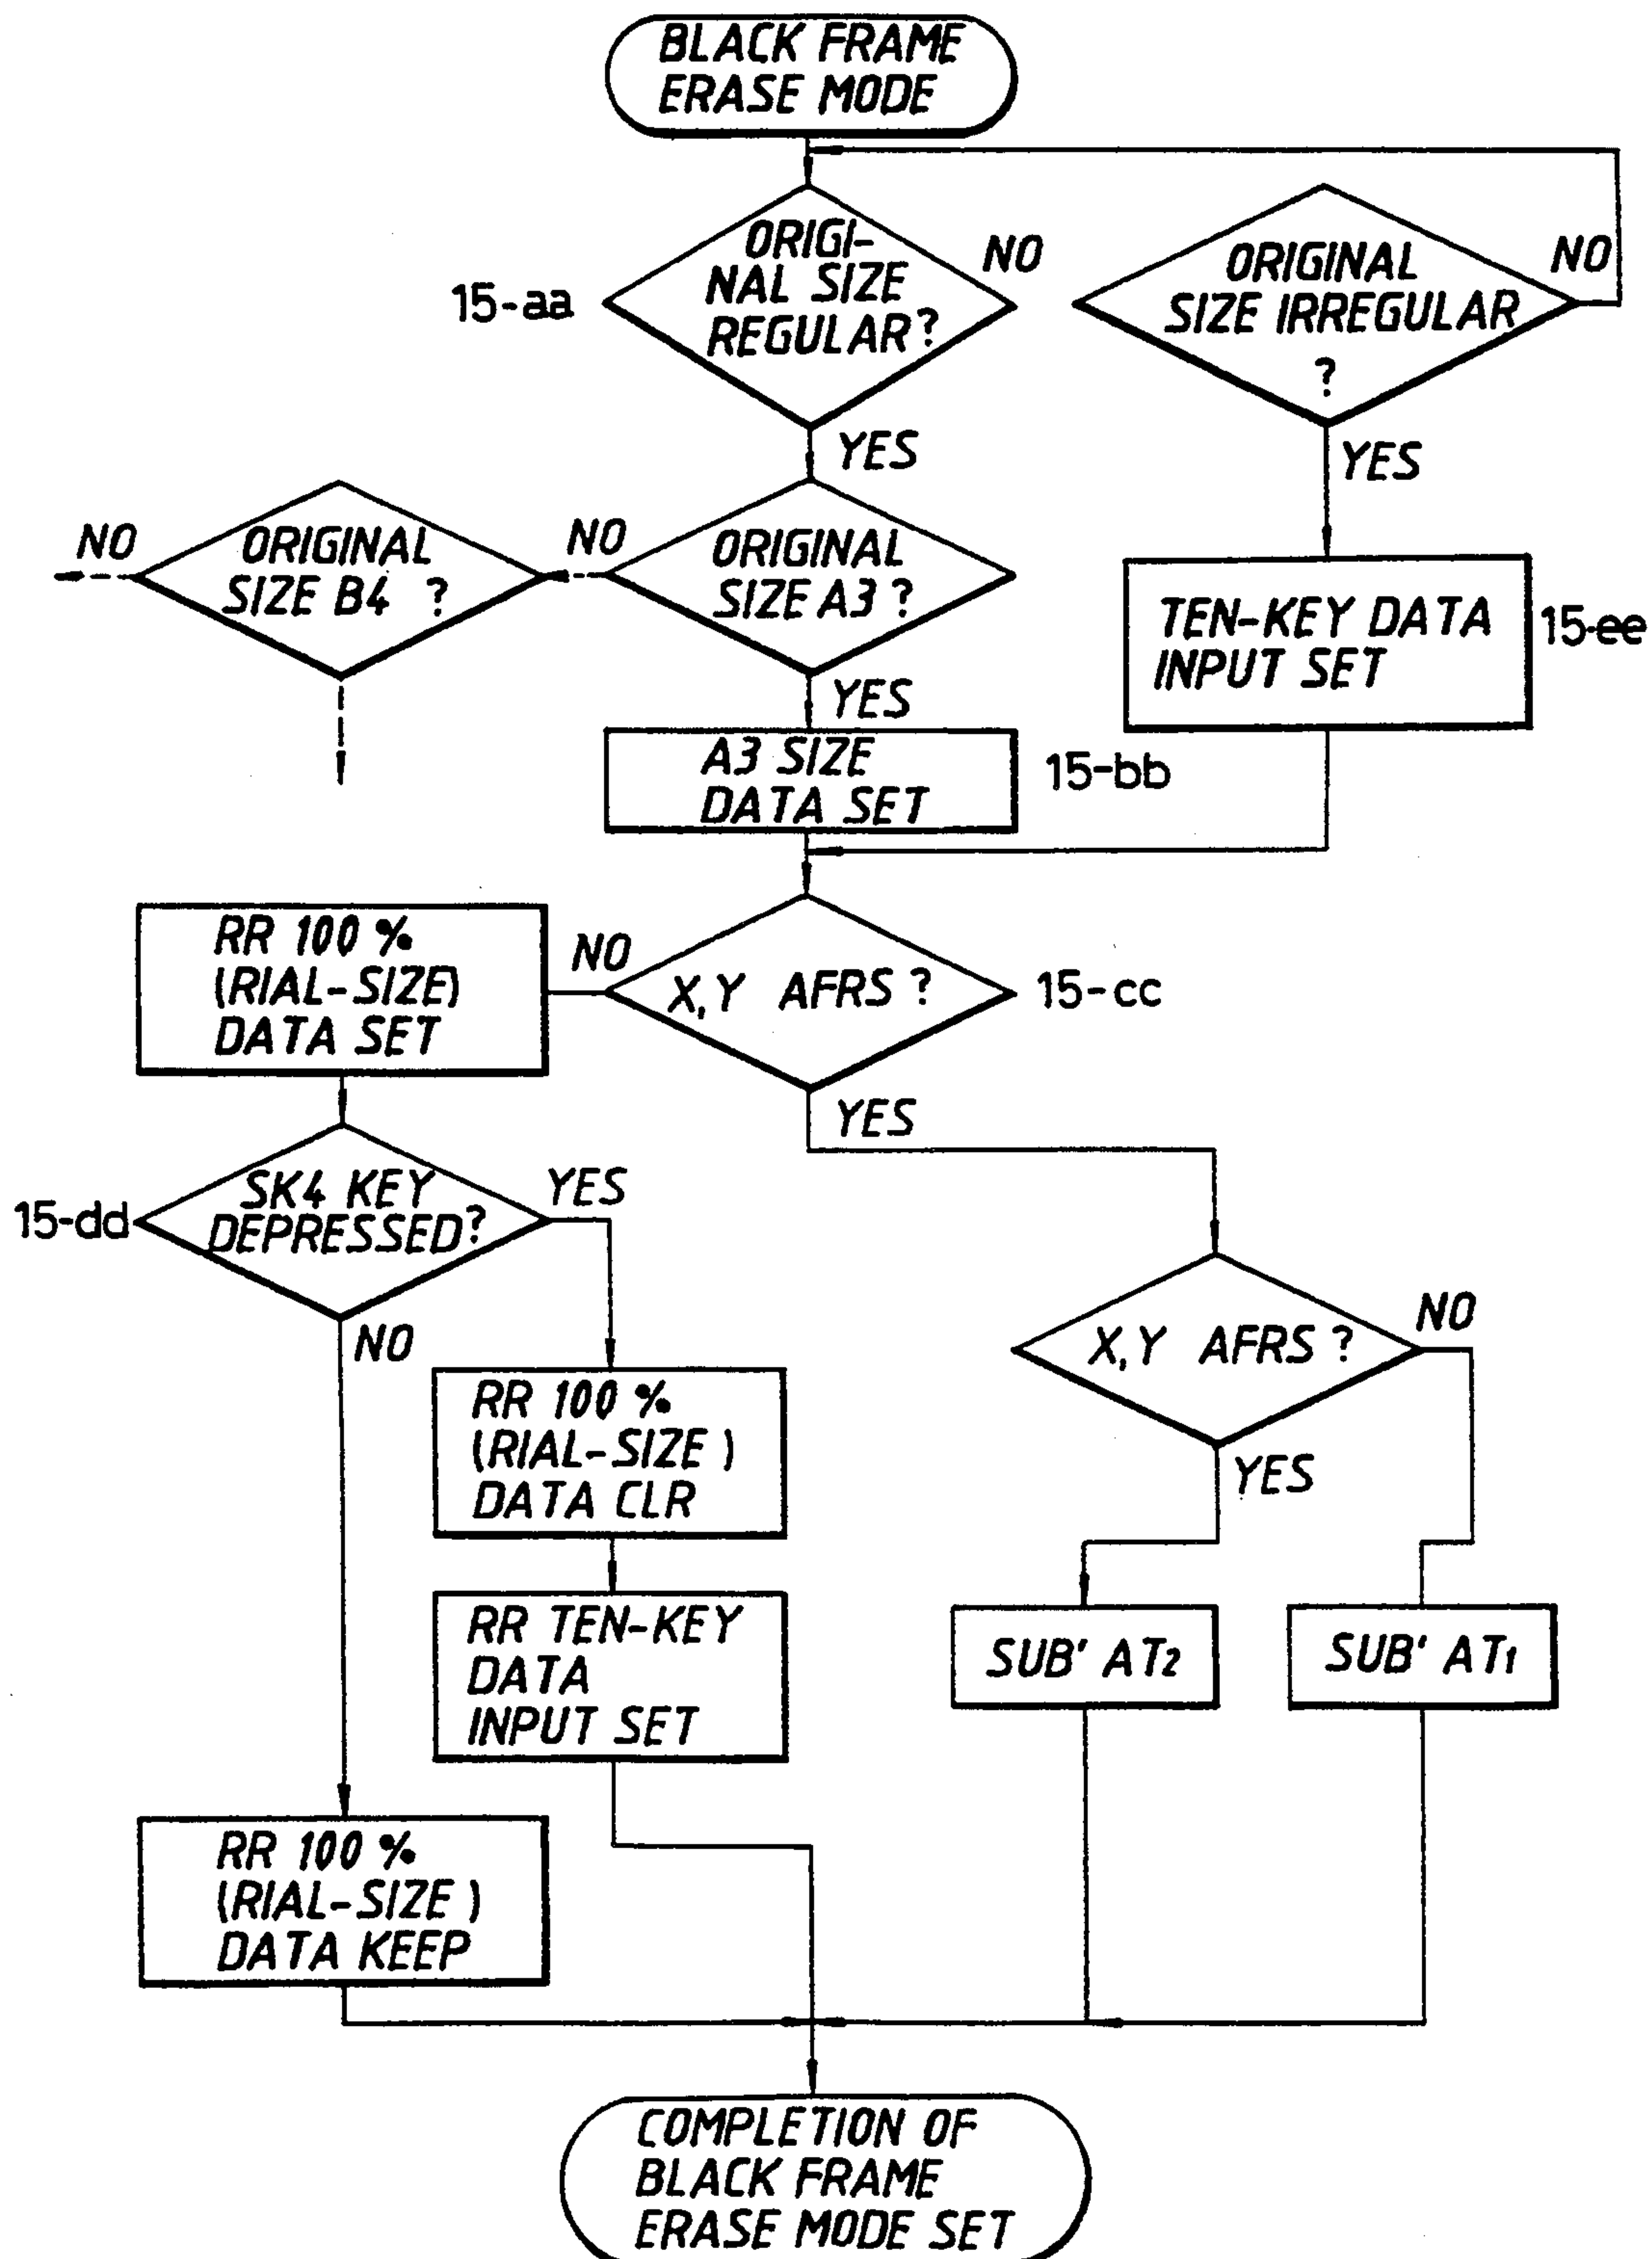 BLACK FRAME
ERASE MODE
15-aa
ORIGI-
NAL SIZE
REGULAR?
NO
ORIGINAL
SIZE IRREGULAR
?
NO
YES
YES
NO
ORIGINAL
SIZE B4 ?
NO
ORIGINAL
SIZE A3 ?
TEN-KEY DATA
INPUT SET
15-ee
YES
A3 SIZE
DATA SET
15-bb
RR 100 %
(RIAL-SIZE)
DATA SET
NO
X,Y AFRS ?
15-cc
YES
15-dd
SK4 KEY
DEPRESSED?
YES
NO
X,Y AFRS ?
NO
YES
RR 100 %
(RIAL-SIZE)
DATA CLR
RR TEN-KEY
DATA
INPUT SET
SUB' AT2
SUB' AT1
RR 100 %
(RIAL-SIZE)
DATA KEEP
COMPLETION OF
BLACK FRAME
ERASE MODE SET